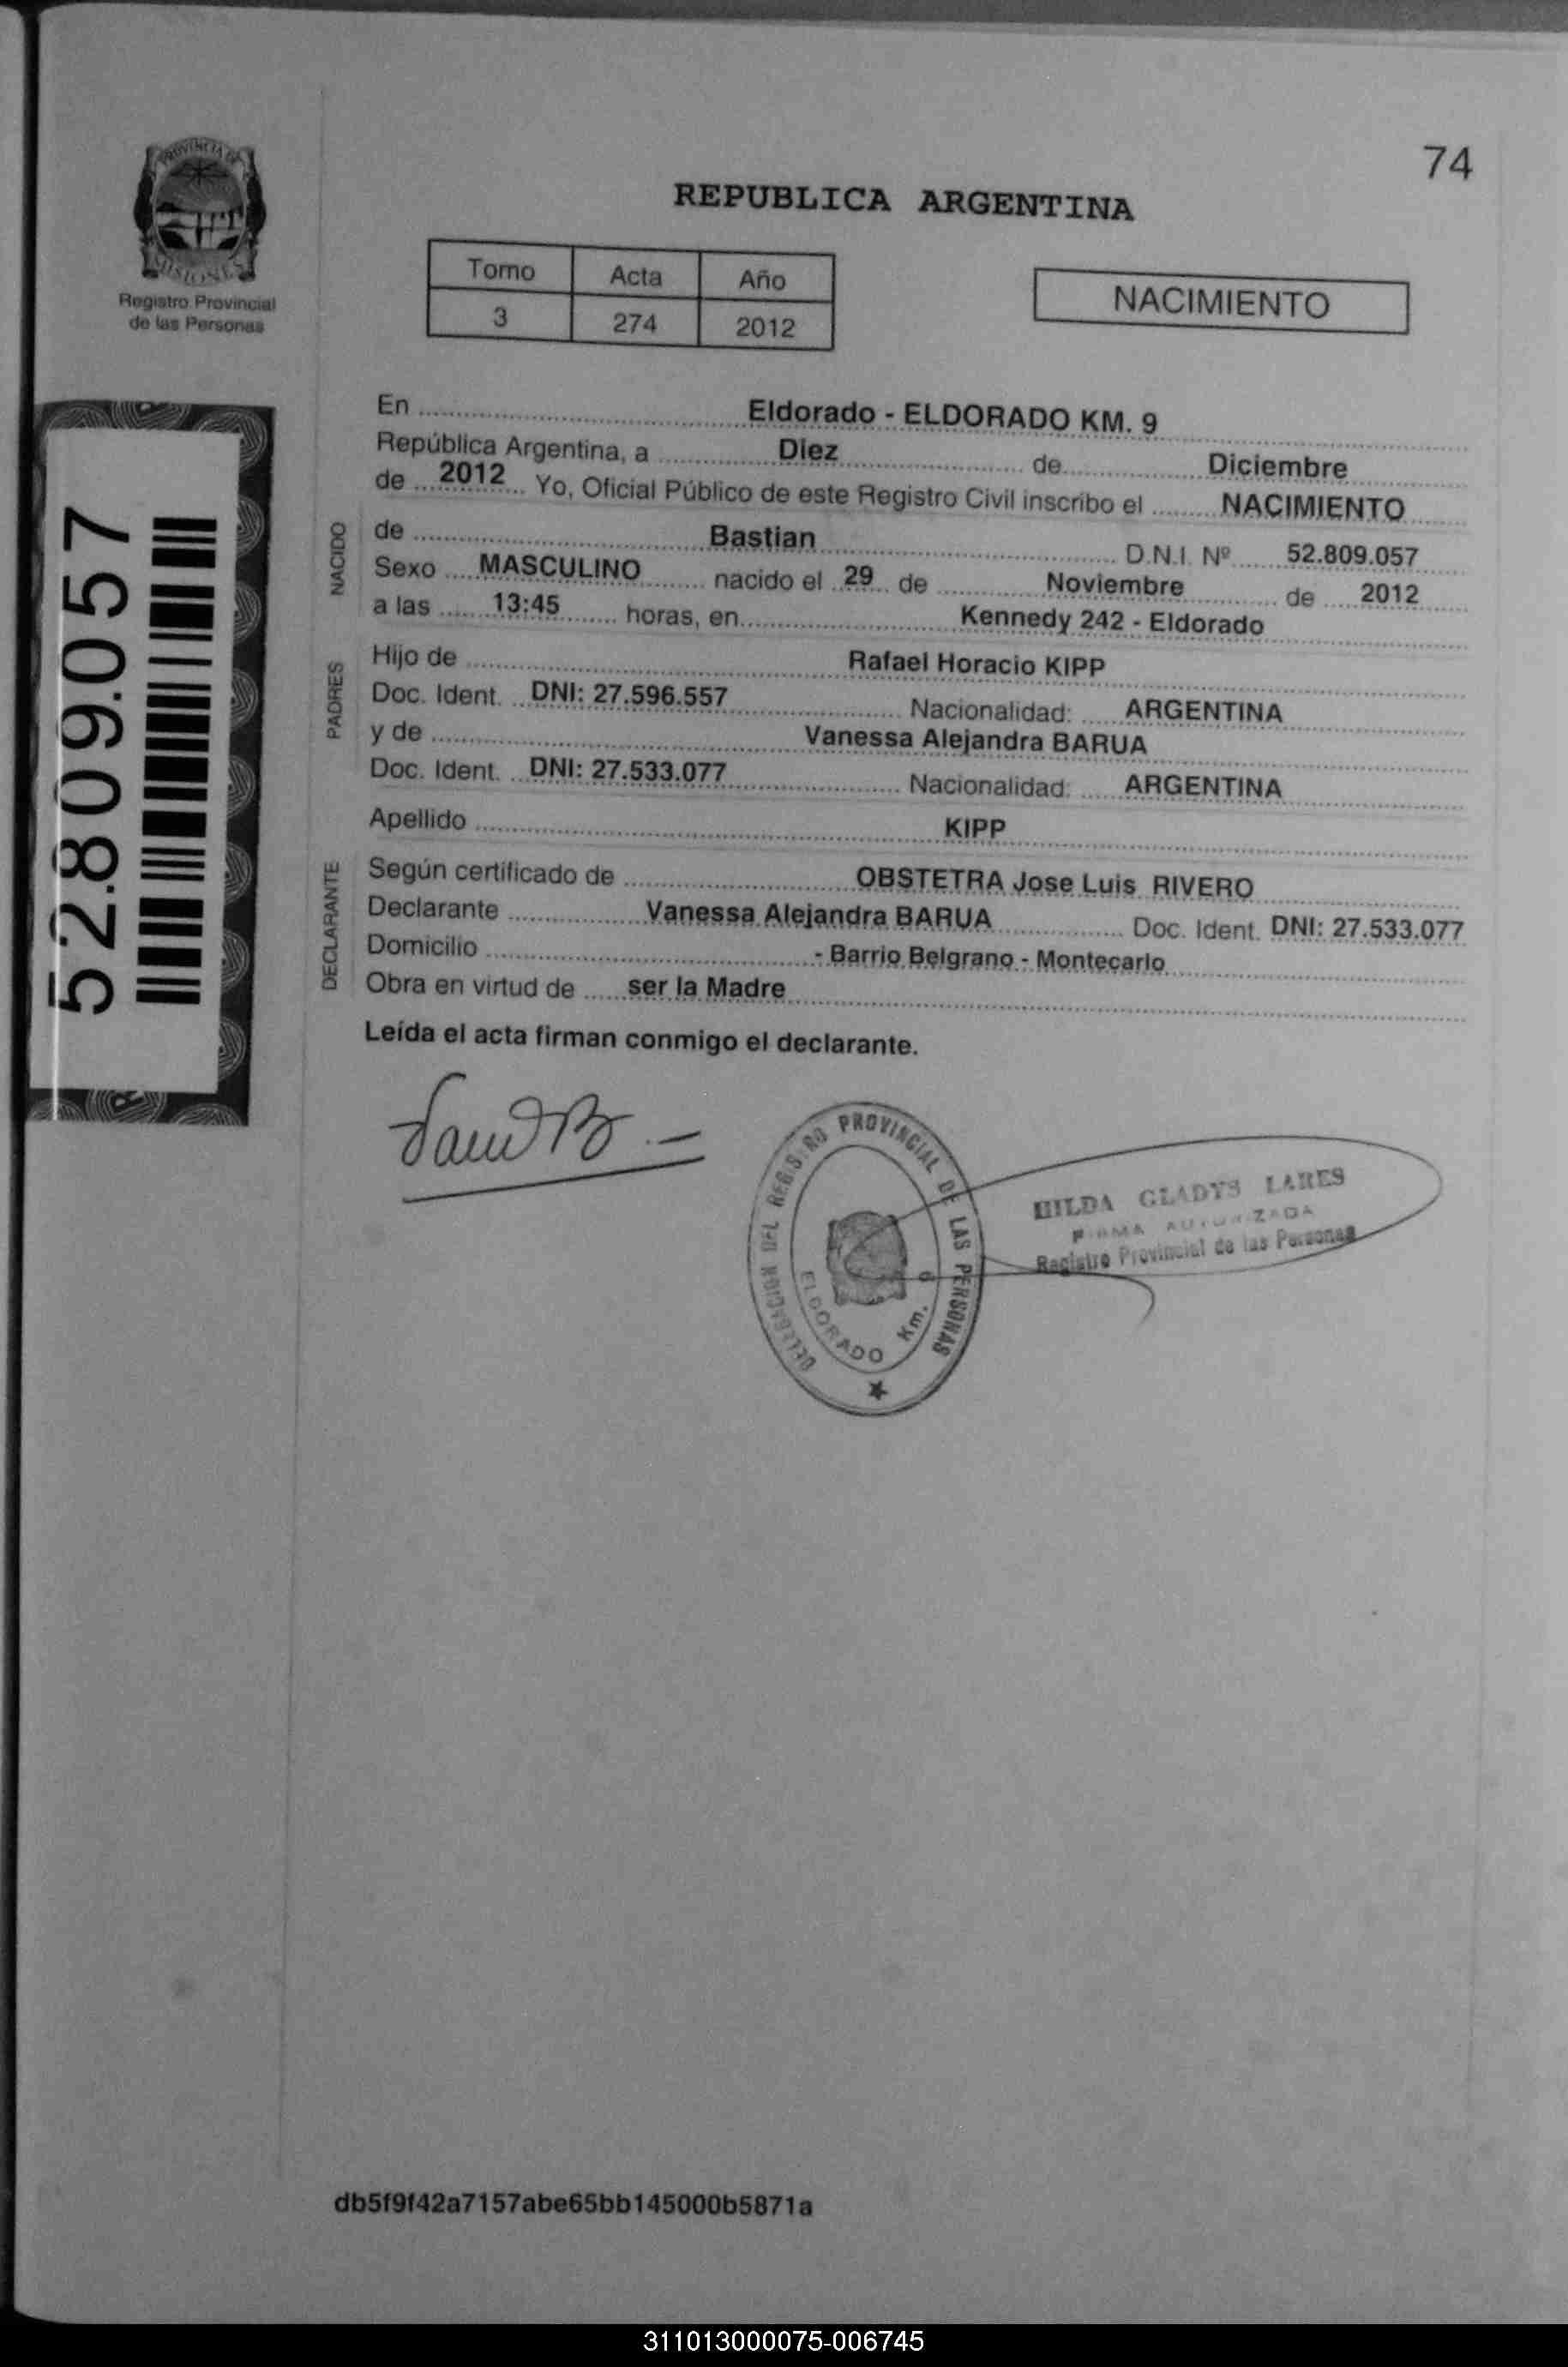 74
PROVINCIA DE
MISIONES
Registro Provincial
de las Personas
REPUBLICA ARGENTINA
Tomo Acta Año
3 274 2012
NACIMIENTO
52.809.057
En Eldorado - ELDORADO KM. 9
República Argentina, a Diez de Diciembre
de 2012 Yo, Oficial Público de este Registro Civil inscribo el NACIMIENTO
NACIDO
de Bastian D.N.I. Nº 52.809.057
Sexo MASCULINO nacido el 29 de Noviembre de 2012
a las 13:45 horas, en Kennedy 242 - Eldorado
PADRES
Hijo de Rafael Horacio KIPP
Doc. Ident. DNI: 27.596.557 Nacionalidad: ARGENTINA
y de Vanessa Alejandra BARUA
Doc. Ident. DNI: 27.533.077 Nacionalidad: ARGENTINA
Apellido KIPP
DECLARANTE
Según certificado de OBSTETRA Jose Luis RIVERO
Declarante Vanessa Alejandra BARUA Doc. Ident. DNI: 27.533.077
Domicilio - Barrio Belgrano - Montecarlo
Obra en virtud de ser la Madre
Leída el acta firman conmigo el declarante.
DELEGACION DEL REGISTRO PROVINCIAL DE LAS PERSONAS
ELDORADO Km.
HILDA GLADYS LARES
FIRMA AUTORIZADA
Registro Provincial de las Personas
db5f9f42a7157abe65bb145000b5871a
311013000075-006745